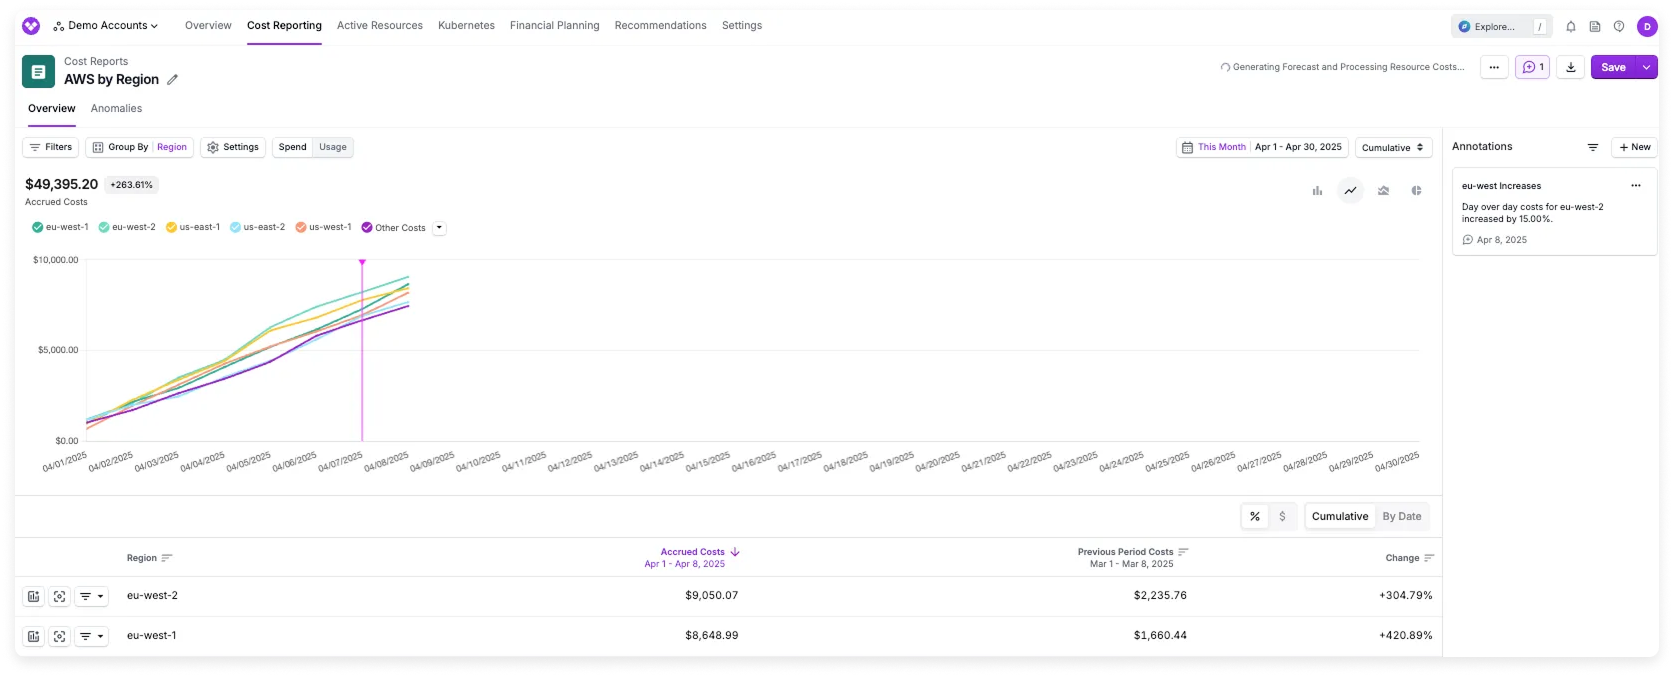 Demo Accounts
Overview
Cost Reporting
Active Resources
Kubernetes
Financial Planning
Recommendations
Settings
Explore...
/
D
Cost Reports
AWS by Region
Generating Forecast and Processing Resource Costs...
1
Save
Overview
Anomalies
Filters
Group By
Region
Settings
Spend
Usage
This Month
Apr 1 - Apr 30, 2025
Cumulative
Annotations
+ New
$49,395.20
+263.61%
Accrued Costs
eu-west-1
eu-west-2
us-east-1
us-east-2
us-west-1
Other Costs
eu-west Increases
Day over day costs for eu-west-2
increased by 15.00%.
Apr 8, 2025
$10,000.00
$5,000.00
$0.00
04/01/2025
04/02/2025
04/03/2025
04/04/2025
04/05/2025
04/06/2025
04/07/2025
04/08/2025
04/09/2025
04/10/2025
04/11/2025
04/12/2025
04/13/2025
04/14/2025
04/15/2025
04/16/2025
04/17/2025
04/18/2025
04/19/2025
04/20/2025
04/21/2025
04/22/2025
04/23/2025
04/24/2025
04/25/2025
04/26/2025
04/27/2025
04/28/2025
04/29/2025
04/30/2025
%
$
Cumulative
By Date
Region
Accrued Costs
Apr 1 - Apr 8, 2025
Previous Period Costs
Mar 1 - Mar 8, 2025
Change
eu-west-2
$9,050.07
$2,235.76
+304.79%
eu-west-1
$8,648.99
$1,660.44
+420.89%